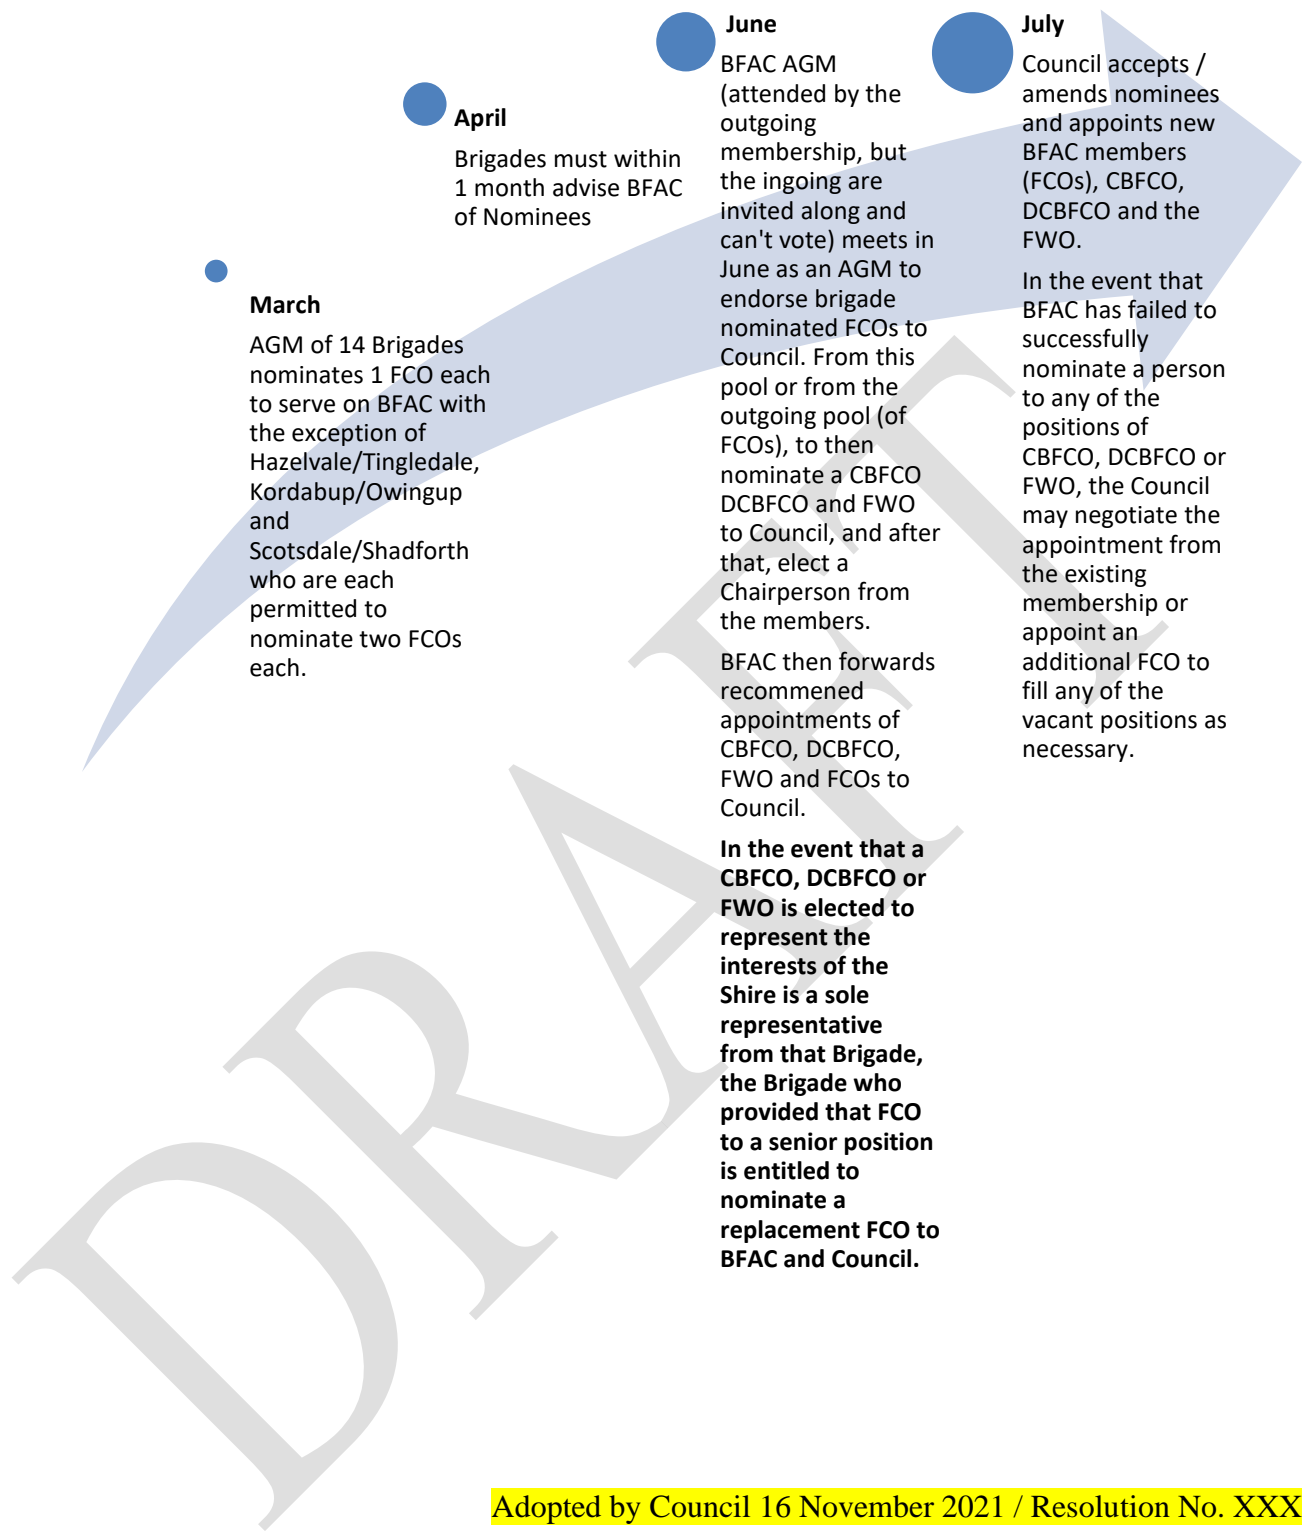 March
AGM of 14 Brigades
nominates 1 FCO each
to serve on BFAC with
the exception of
Hazelvale/Tingledale,
Kordabup/Owingup
and
Scotsdale/Shadforth
who are each
permitted to
nominate two FCOs
each.
April
Brigades must within
1 month advise BFAC
of Nominees
June
BFAC AGM
(attended by the
outgoing
membership, but
the ingoing are
invited along and
can't vote) meets in
June as an AGM to
endorse brigade
nominated FCOs to
Council. From this
pool or from the
outgoing pool (of
FCOs), to then
nominate a CBFCO
DCBFCO and FWO
to Council, and after
that, elect a
Chairperson from
the members.
BFAC then forwards
recommened
appointments of
CBFCO, DCBFCO,
FWO and FCOs to
Council.
In the event that a
CBFCO, DCBFCO or
FWO is elected to
represent the
interests of the
Shire is a sole
representative
from that Brigade,
the Brigade who
provided that FCO
to a senior position
is entitled to
nominate a
replacement FCO to
BFAC and Council.
July
Council accepts /
amends nominees
and appoints new
BFAC members
(FCOs), CBFCO,
DCBFCO and the
FWO.
In the event that
BFAC has failed to
successfully
nominate a person
to any of the
positions of
CBFCO, DCBFCO or
FWO, the Council
may negotiate the
appointment from
the existing
membership or
appoint an
additional FCO to
fill any of the
vacant positions as
necessary.
DRAFT
Adopted by Council 16 November 2021 / Resolution No. XXX